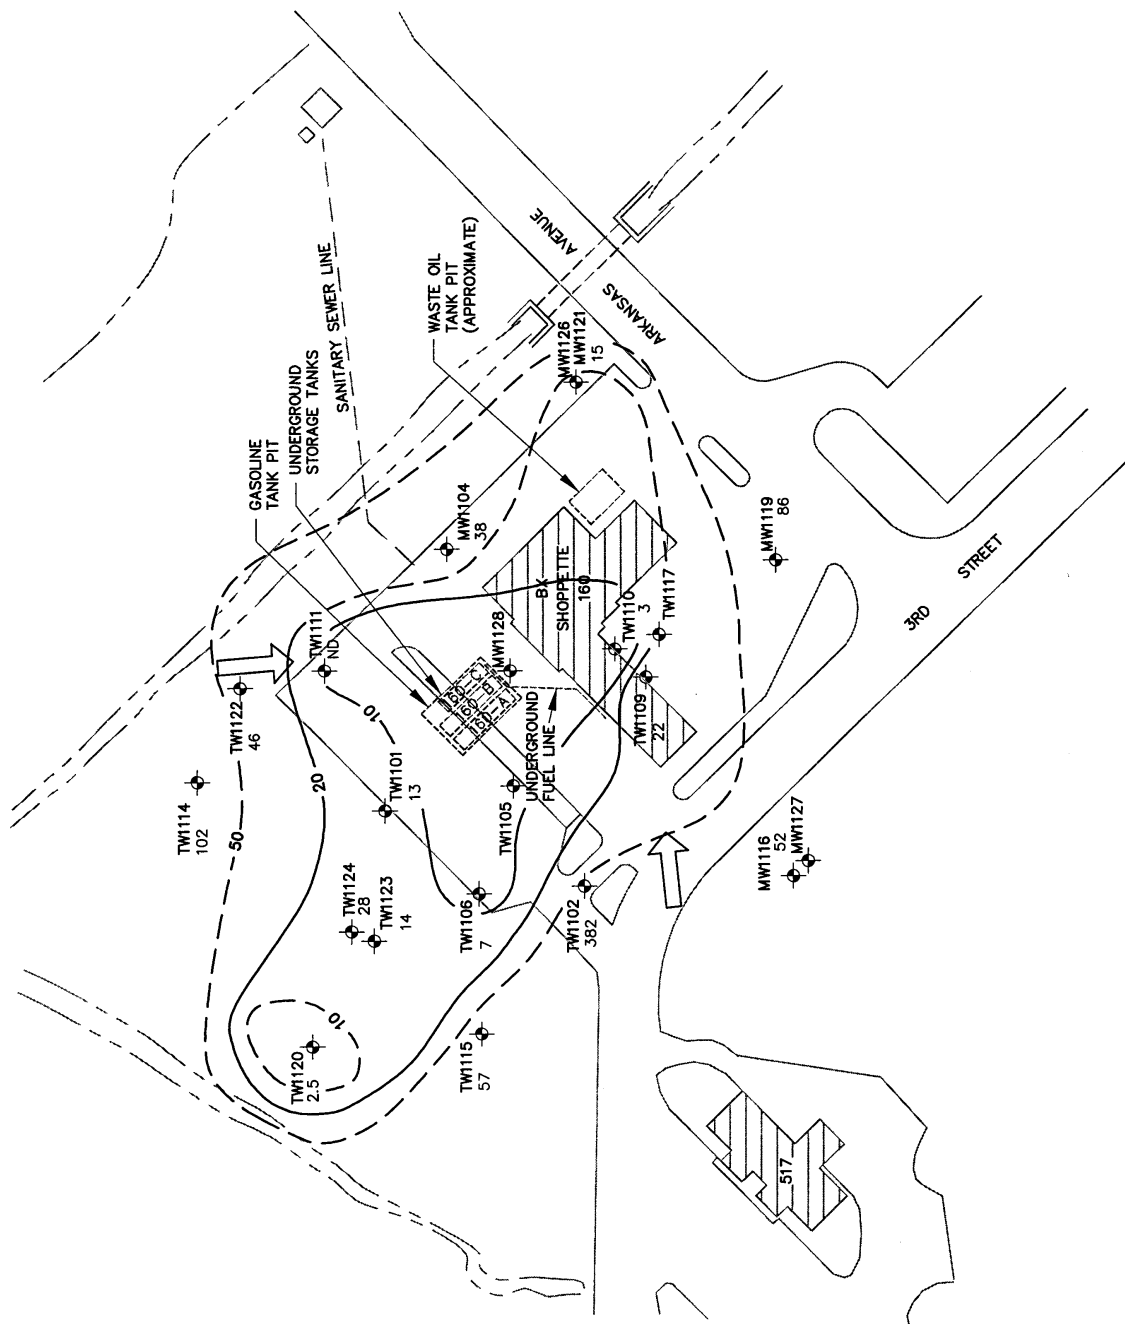 SANITARY SEWER LINE
GASOLINE
TANK PIT
UNDERGROUND
STORAGE TANKS
WASTE OIL
TANK PIT
(APPROXIMATE)
ARKANSAS
AVENUE
MW1126
MW1121
15
MW1104
38
TW1111
ND
TW1122
46
TW1114
102
50
20
10
TW1101
13
160-C
160-B
160-A
MW1128
BX
SHOPPETTE
160
TW1110
3
TW1117
TW1109
22
UNDERGROUND
FUEL LINE
TW1105
TW1124
28
TW1123
14
TW1106
7
TW1102
382
10
TW1120
2.5
TW1115
57
MW1119
86
3RD
STREET
MW1116
52
MW1127
517